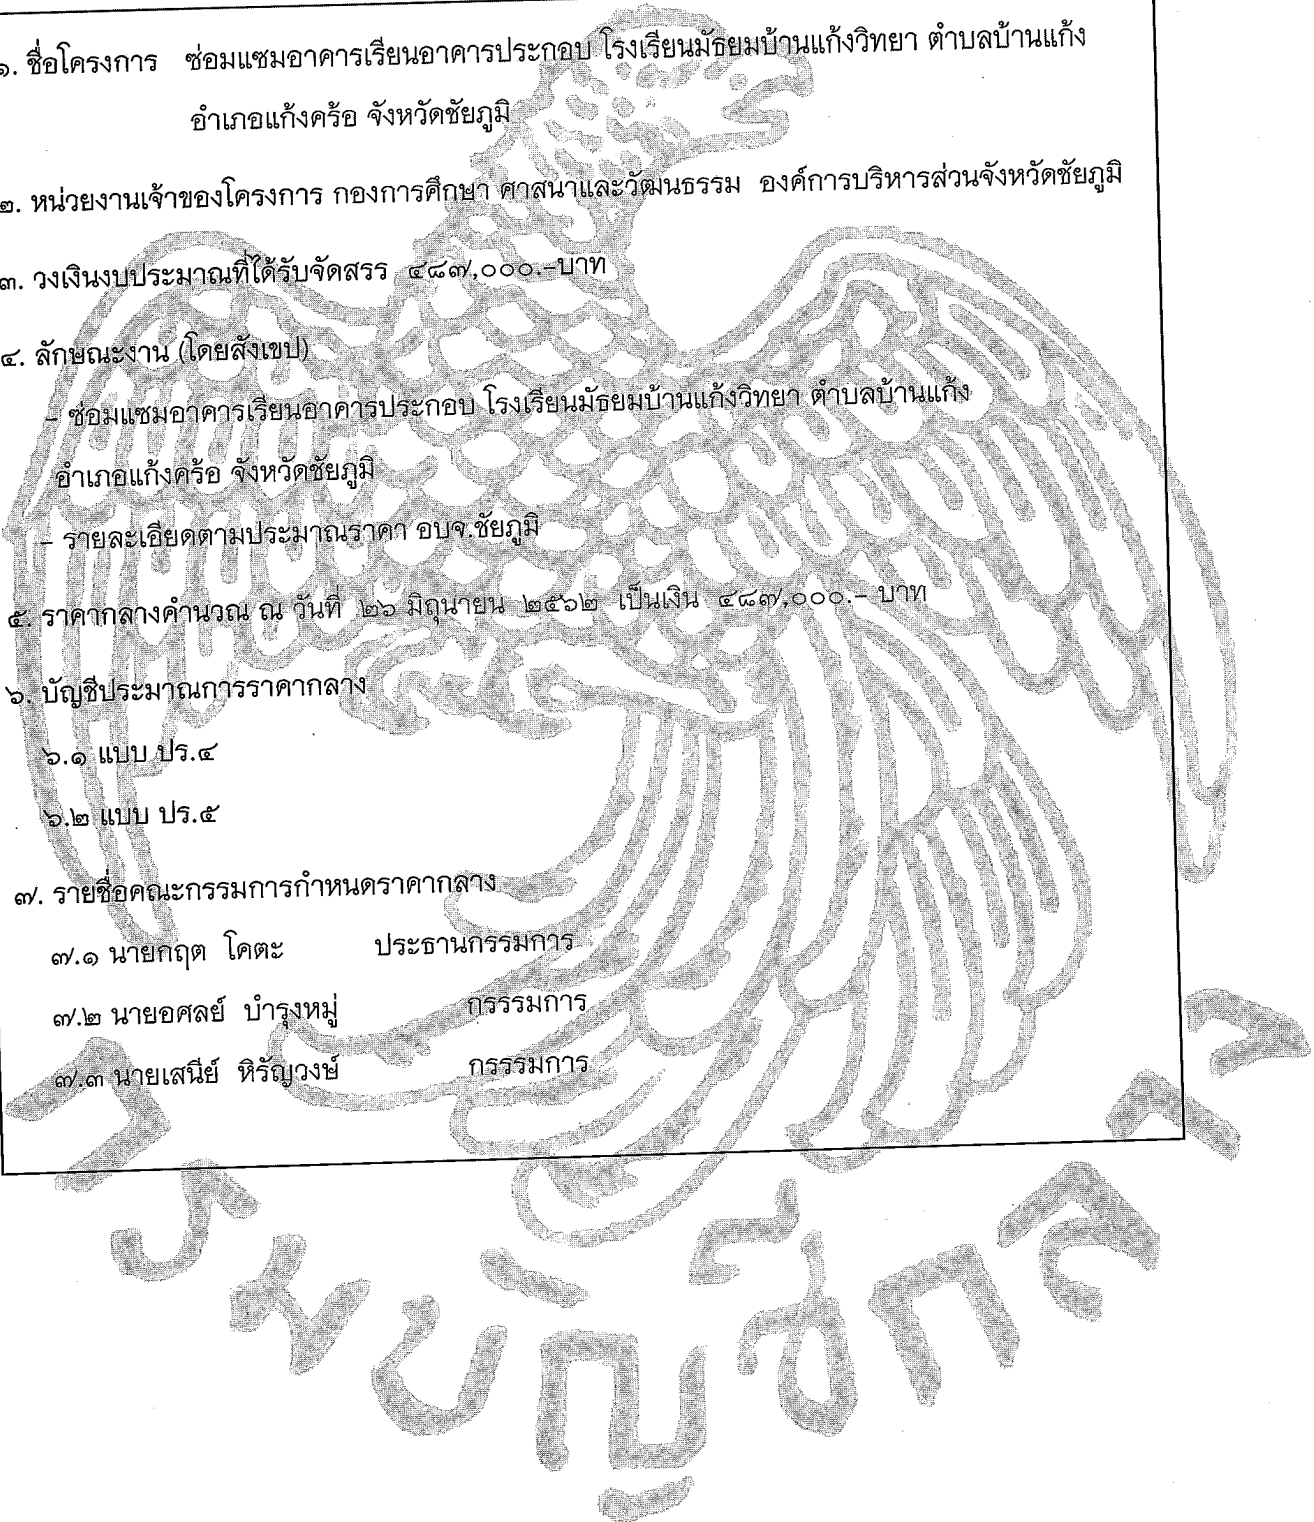 ๑. ชื่อโครงการ ซ่อมแซมอาคารเรียนอาคารประกอบ โรงเรียนมัธยมบ้านแก้งวิทยา ตำบลบ้านแก้ง
อำเภอแก้งคร้อ จังหวัดชัยภูมิ
๒. หน่วยงานเจ้าของโครงการ กองการศึกษา ศาสนาและวัฒนธรรม องค์การบริหารส่วนจังหวัดชัยภูมิ
๓. วงเงินงบประมาณที่ได้รับจัดสรร ๔๘๗,๐๐๐.-บาท
๔. ลักษณะงาน (โดยสังเขป)
- ซ่อมแซมอาคารเรียนอาคารประกอบ โรงเรียนมัธยมบ้านแก้งวิทยา ตำบลบ้านแก้ง
อำเภอแก้งคร้อ จังหวัดชัยภูมิ
- รายละเอียดตามประมาณราคา อบจ.ชัยภูมิ
๕. ราคากลางคำนวณ ณ วันที่ ๒๖ มิถุนายน ๒๕๖๒ เป็นเงิน ๔๘๗,๐๐๐.- บาท
๖. บัญชีประมาณการราคากลาง
๖.๑ แบบ ปร.๔
๖.๒ แบบ ปร.๕
๗. รายชื่อคณะกรรมการกำหนดราคากลาง
๗.๑ นายกฤต โคตะ ประธานกรรมการ
๗.๒ นายอศลย์ บำรุงหมู่ กรรรมการ
๗.๓ นายเสนีย์ หิรัญวงษ์ กรรรมการ
กรมบัญชีกลาง